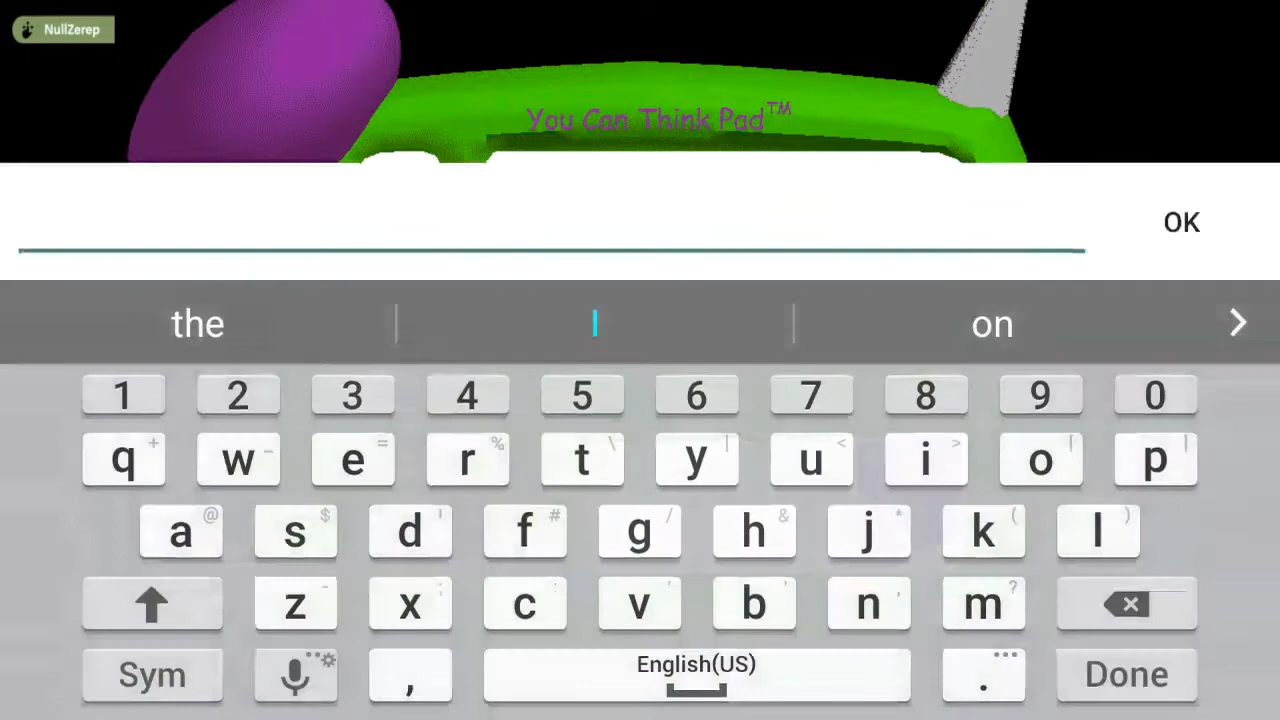 NullZerep
You Can Think Pad™
OK
the I on
1 2 3 4 5 6 7 8 9 0
q + w e = r % t \ y | u < i > o [ p ]
a @ s $ d f # g / h & j * k ( l )
z x c v b n m ?
Sym , English(US) . Done